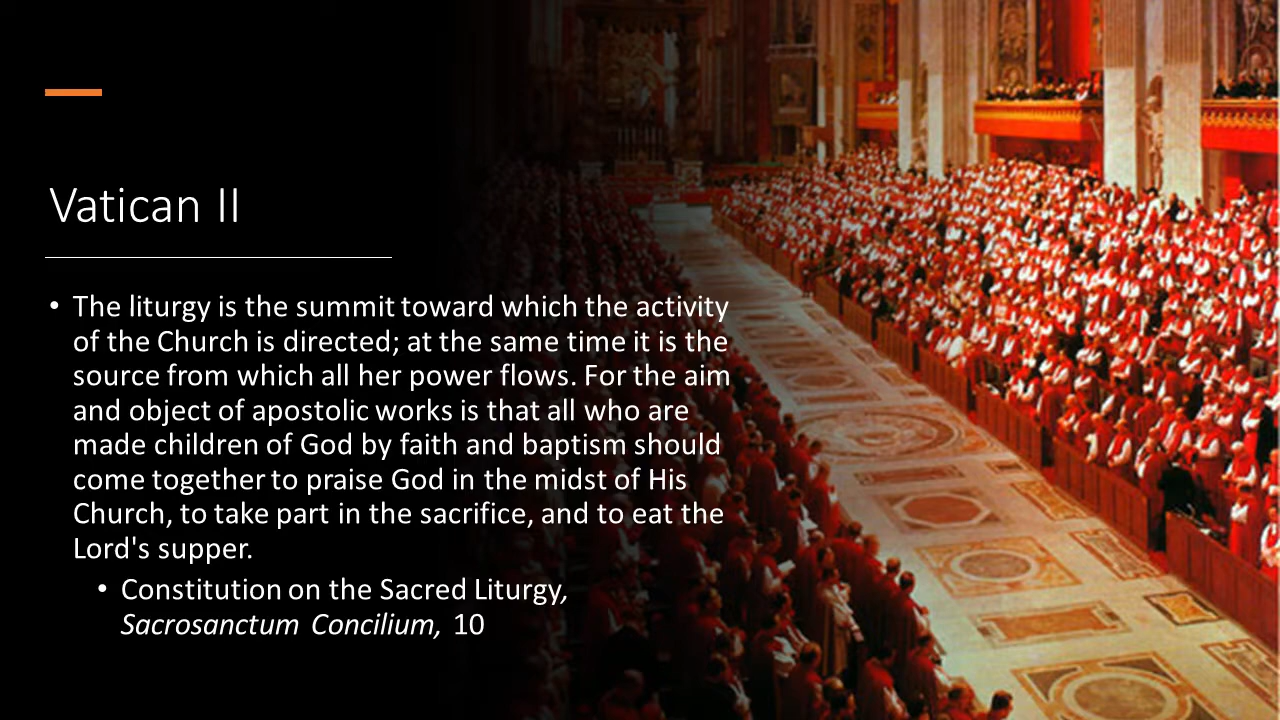 Vatican II
• The liturgy is the summit toward which the activity
of the Church is directed; at the same time it is the
source from which all her power flows. For the aim
and object of apostolic works is that all who are
made children of God by faith and baptism should
come together to praise God in the midst of His
Church, to take part in the sacrifice, and to eat the
Lord's supper.
• Constitution on the Sacred Liturgy,
Sacrosanctum Concilium, 10